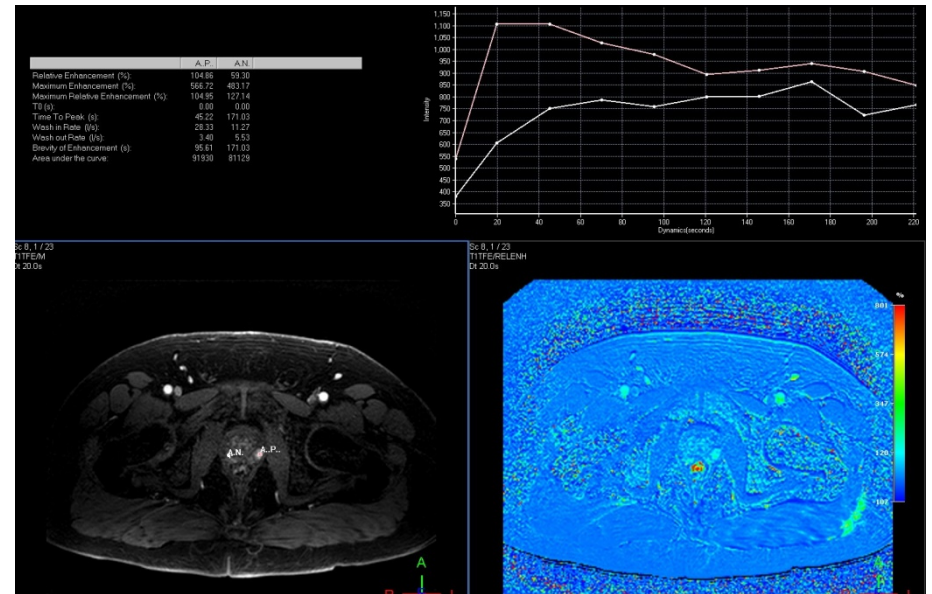 A.P.. A.N.
Relative Enhancement (%): 104.86 59.30
Maximum Enhancement (%): 566.72 483.17
Maximum Relative Enhancement (%): 104.95 127.14
T0 (s): 0.00 0.00
Time To Peak (s): 45.22 171.03
Wash in Rate (l/s): 28.33 11.27
Wash out Rate (l/s): 3.40 5.53
Brevity of Enhancement (s): 95.61 171.03
Area under the curve: 91930 81129
1,150
1,100
1,050
1,000
950
900
850
800
750
700
650
600
550
500
450
400
350
Intensity
0 20 40 60 80 100 120 140 160 180 200 220
Dynamics(seconds)
Sc 8, 1 / 23
T1TFE/M
Dt 20.0s
A.N. A..P..
A
R L
Sc 8, 1 / 23
T1TFE/RELENH
Dt 20.0s
%
801
574
347
120
-107